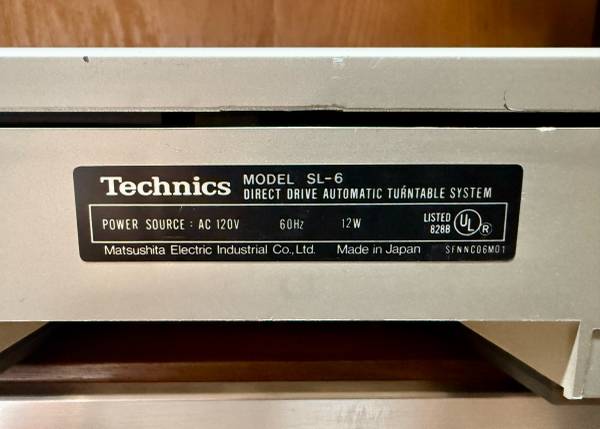 Technics MODEL SL-6
DIRECT DRIVE AUTOMATIC TURNTABLE SYSTEM
POWER SOURCE : AC 120V 60Hz 12W
LISTED
828B UL R
Matsushita Electric Industrial Co., Ltd. Made in Japan SFNNC06M01